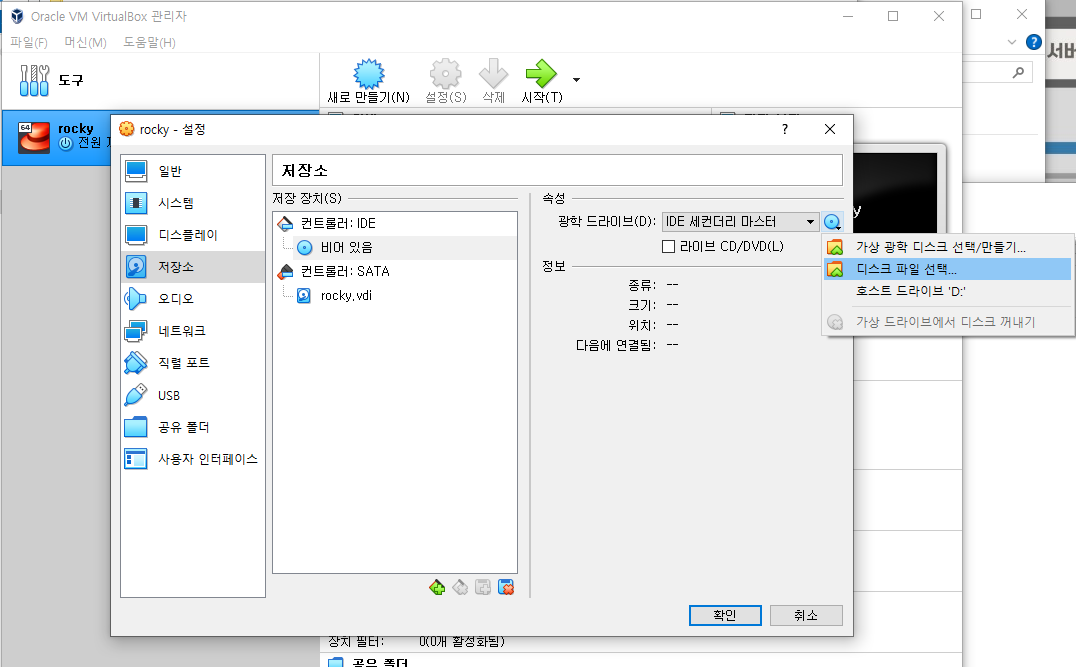 Oracle VM VirtualBox 관리자
파일(F) 머신(M) 도움말(H)
서버
도구
새로 만들기(N) 설정(S) 삭제 시작(T)
64
rocky
전원
rocky - 설정
?
일반
시스템
디스플레이
저장소
오디오
네트워크
직렬 포트
USB
공유 폴더
사용자 인터페이스
저장소
저장 장치(S)
컨트롤러: IDE
비어 있음
컨트롤러: SATA
rocky.vdi
속성
광학 드라이브(D): IDE 세컨더리 마스터
라이브 CD/DVD(L)
정보
종류: --
크기: --
위치: --
다음에 연결됨: --
가상 광학 디스크 선택/만들기...
디스크 파일 선택...
호스트 드라이브 'D:'
가상 드라이브에서 디스크 꺼내기
확인 취소
장치 필터: 0(0개 활성화됨)
공유 폴더